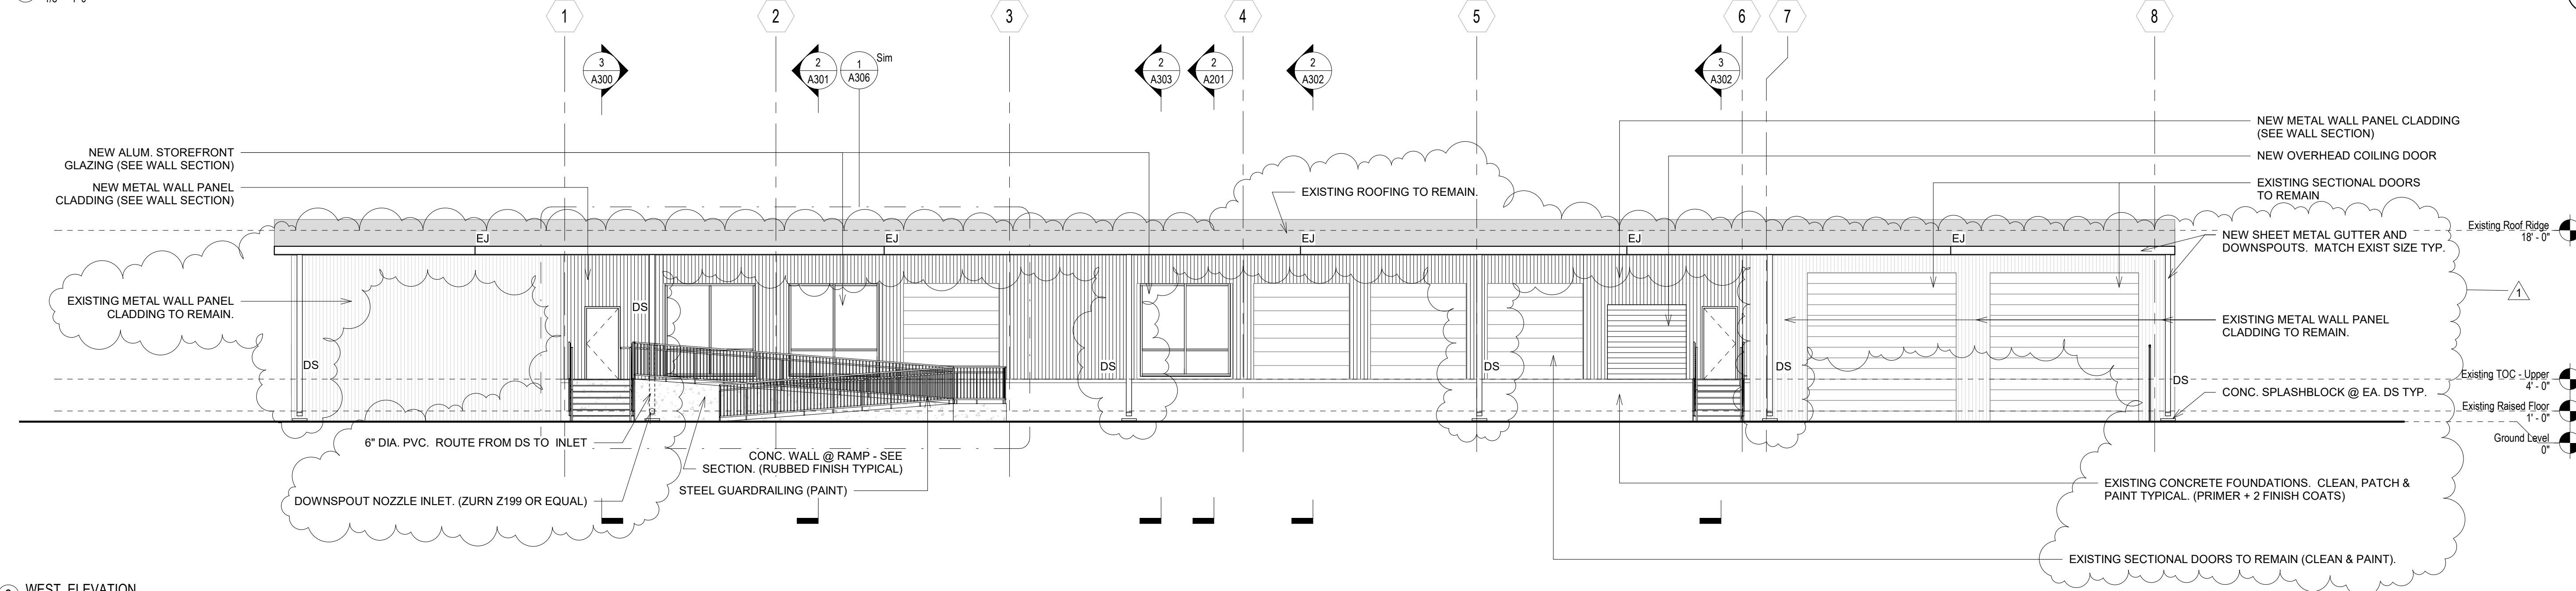 1 2 3 4 5 6 7 8
3
A300
2
A301
1
A306
Sim
2
A303
2
A201
2
A302
3
A302
NEW ALUM. STOREFRONT
GLAZING (SEE WALL SECTION)
NEW METAL WALL PANEL
CLADDING (SEE WALL SECTION)
EXISTING METAL WALL PANEL
CLADDING TO REMAIN.
EXISTING ROOFING TO REMAIN.
NEW METAL WALL PANEL CLADDING
(SEE WALL SECTION)
NEW OVERHEAD COILING DOOR
EXISTING SECTIONAL DOORS
TO REMAIN
NEW SHEET METAL GUTTER AND
DOWNSPOUTS. MATCH EXIST SIZE TYP.
EXISTING METAL WALL PANEL
CLADDING TO REMAIN.
CONC. SPLASHBLOCK @ EA. DS TYP.
Existing Roof Ridge
18' - 0"
1
Existing TOC - Upper
4' - 0"
Existing Raised Floor
1' - 0"
Ground Level
0"
EJ EJ EJ EJ EJ
DS
DS
DS
DS
DS
DS
6" DIA. PVC. ROUTE FROM DS TO INLET
CONC. WALL @ RAMP - SEE
SECTION. (RUBBED FINISH TYPICAL)
STEEL GUARDRAILING (PAINT)
DOWNSPOUT NOZZLE INLET. (ZURN Z199 OR EQUAL)
EXISTING CONCRETE FOUNDATIONS. CLEAN, PATCH &
PAINT TYPICAL. (PRIMER + 2 FINISH COATS)
EXISTING SECTIONAL DOORS TO REMAIN (CLEAN & PAINT).
WEST ELEVATION